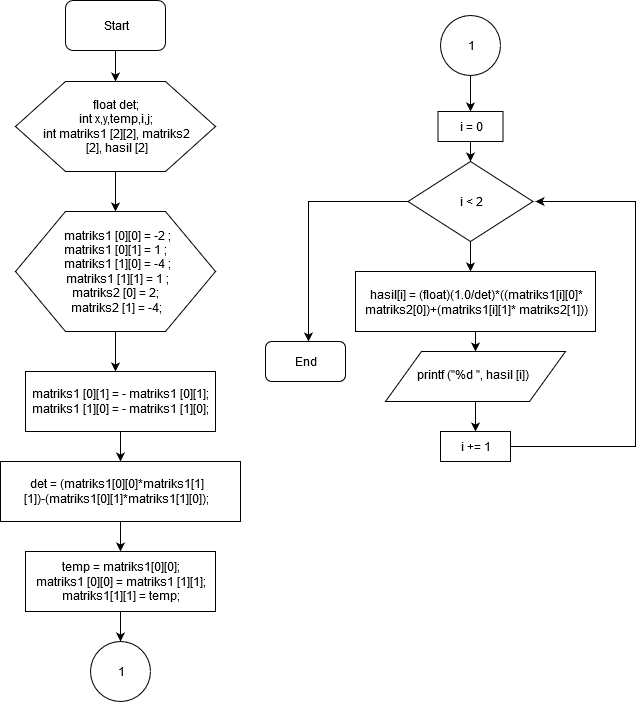 Start
float det;
int x,y,temp,i,j;
int matriks1 [2][2], matriks2
[2], hasil [2]
matriks1 [0][0] = -2 ;
matriks1 [0][1] = 1 ;
matriks1 [1][0] = -4 ;
matriks1 [1][1] = 1 ;
matriks2 [0] = 2;
matriks2 [1] = -4;
matriks1 [0][1] = - matriks1 [0][1];
matriks1 [1][0] = - matriks1 [1][0];
det = (matriks1[0][0]*matriks1[1]
[1])-(matriks1[0][1]*matriks1[1][0]);
temp = matriks1[0][0];
matriks1 [0][0] = matriks1 [1][1];
matriks1[1][1] = temp;
1
1
i = 0
i < 2
hasil[i] = (float)(1.0/det)*((matriks1[i][0]*
matriks2[0])+(matriks1[i][1]* matriks2[1]))
End
printf ("%d ", hasil [i])
i += 1